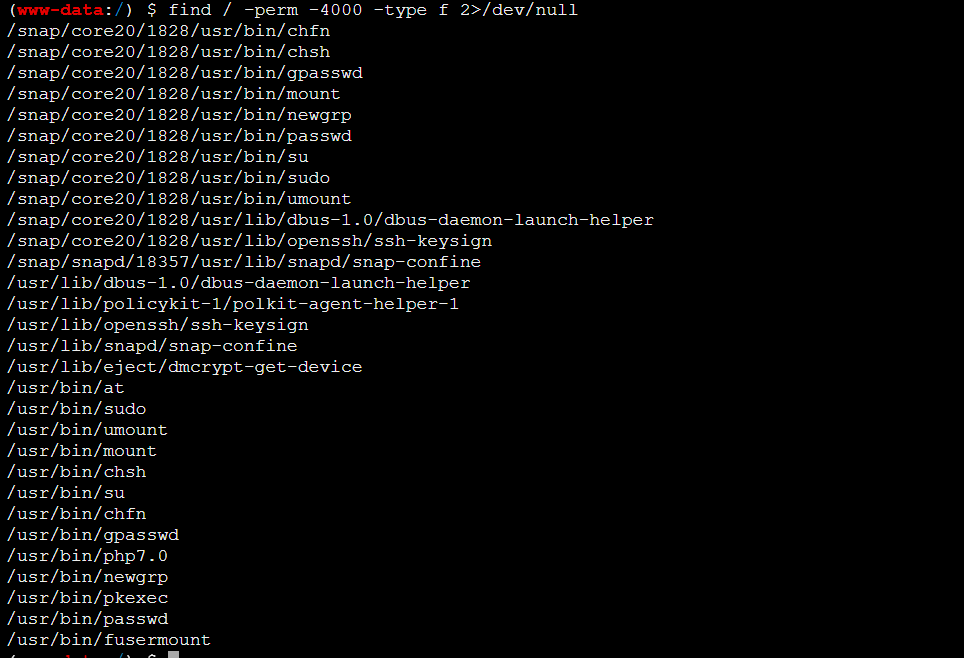 (www-data:/) $ find / -perm -4000 -type f 2>/dev/null
/snap/core20/1828/usr/bin/chfn
/snap/core20/1828/usr/bin/chsh
/snap/core20/1828/usr/bin/gpasswd
/snap/core20/1828/usr/bin/mount
/snap/core20/1828/usr/bin/newgrp
/snap/core20/1828/usr/bin/passwd
/snap/core20/1828/usr/bin/su
/snap/core20/1828/usr/bin/sudo
/snap/core20/1828/usr/bin/umount
/snap/core20/1828/usr/lib/dbus-1.0/dbus-daemon-launch-helper
/snap/core20/1828/usr/lib/openssh/ssh-keysign
/snap/snapd/18357/usr/lib/snapd/snap-confine
/usr/lib/dbus-1.0/dbus-daemon-launch-helper
/usr/lib/policykit-1/polkit-agent-helper-1
/usr/lib/openssh/ssh-keysign
/usr/lib/snapd/snap-confine
/usr/lib/eject/dmcrypt-get-device
/usr/bin/at
/usr/bin/sudo
/usr/bin/umount
/usr/bin/mount
/usr/bin/chsh
/usr/bin/su
/usr/bin/chfn
/usr/bin/gpasswd
/usr/bin/php7.0
/usr/bin/newgrp
/usr/bin/pkexec
/usr/bin/passwd
/usr/bin/fusermount